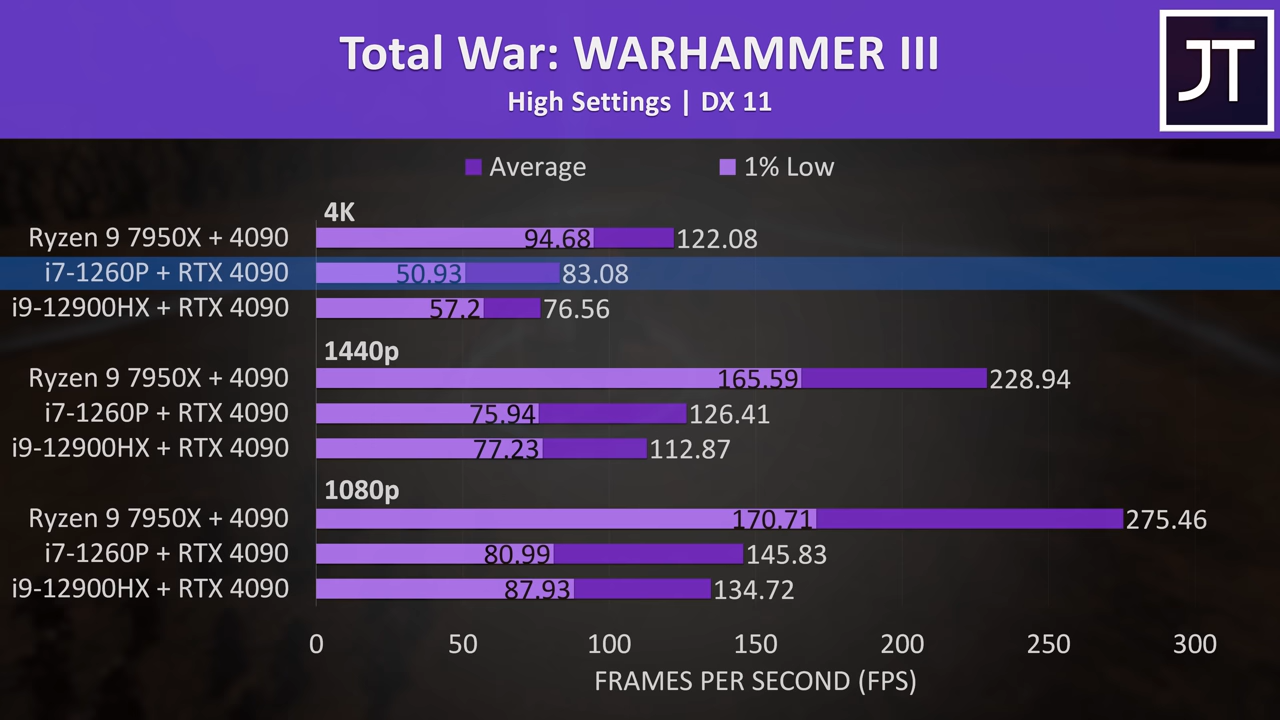 Total War: WARHAMMER III
JT
High Settings | DX 11
Average 1% Low
4K
Ryzen 9 7950X + 4090 94.68 122.08
i7-1260P + RTX 4090 50.93 83.08
i9-12900HX + RTX 4090 57.2 76.56
1440p
Ryzen 9 7950X + 4090 165.59 228.94
i7-1260P + RTX 4090 75.94 126.41
i9-12900HX + RTX 4090 77.23 112.87
1080p
Ryzen 9 7950X + 4090 170.71 275.46
i7-1260P + RTX 4090 80.99 145.83
i9-12900HX + RTX 4090 87.93 134.72
0 50 100 150 200 250 300
FRAMES PER SECOND (FPS)